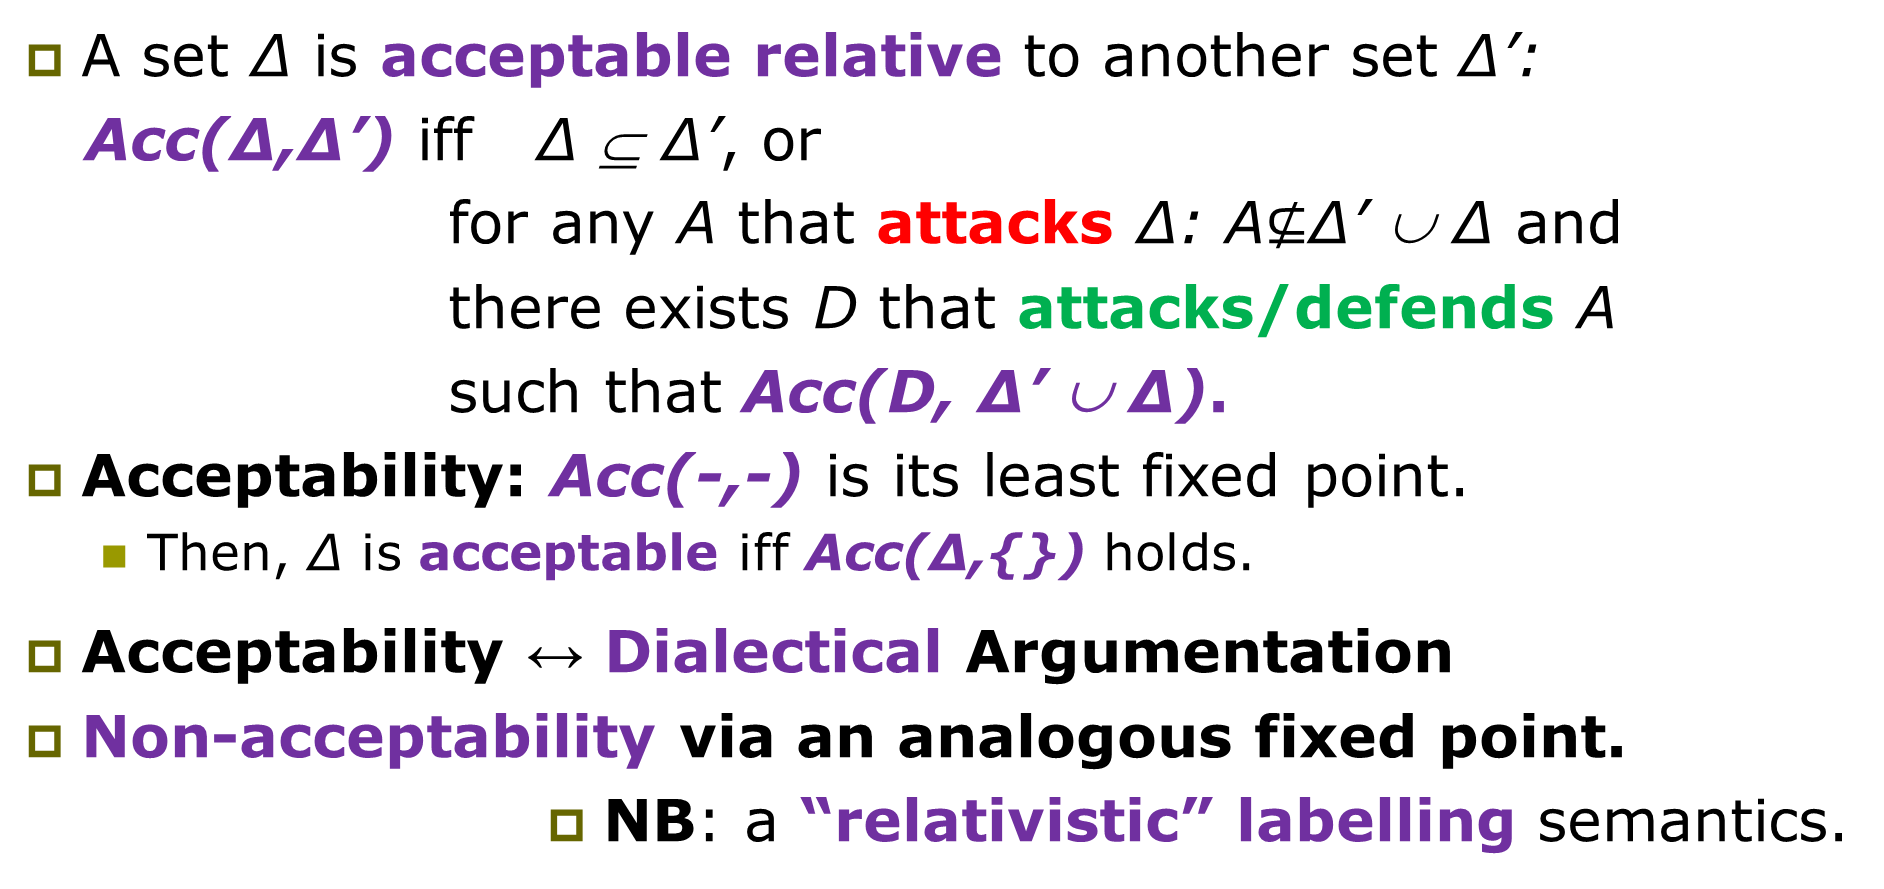 A set Δ is acceptable relative to another set Δ′:
Acc(Δ,Δ′) iff Δ ⊆ Δ′, or
for any A that attacks Δ: A⊈Δ′ ∪ Δ and
there exists D that attacks/defends A
such that Acc(D, Δ′ ∪ Δ).
Acceptability: Acc(-,-) is its least fixed point.
Then, Δ is acceptable iff Acc(Δ,{}) holds.
Acceptability ↔ Dialectical Argumentation
Non-acceptability via an analogous fixed point.
NB: a “relativistic” labelling semantics.